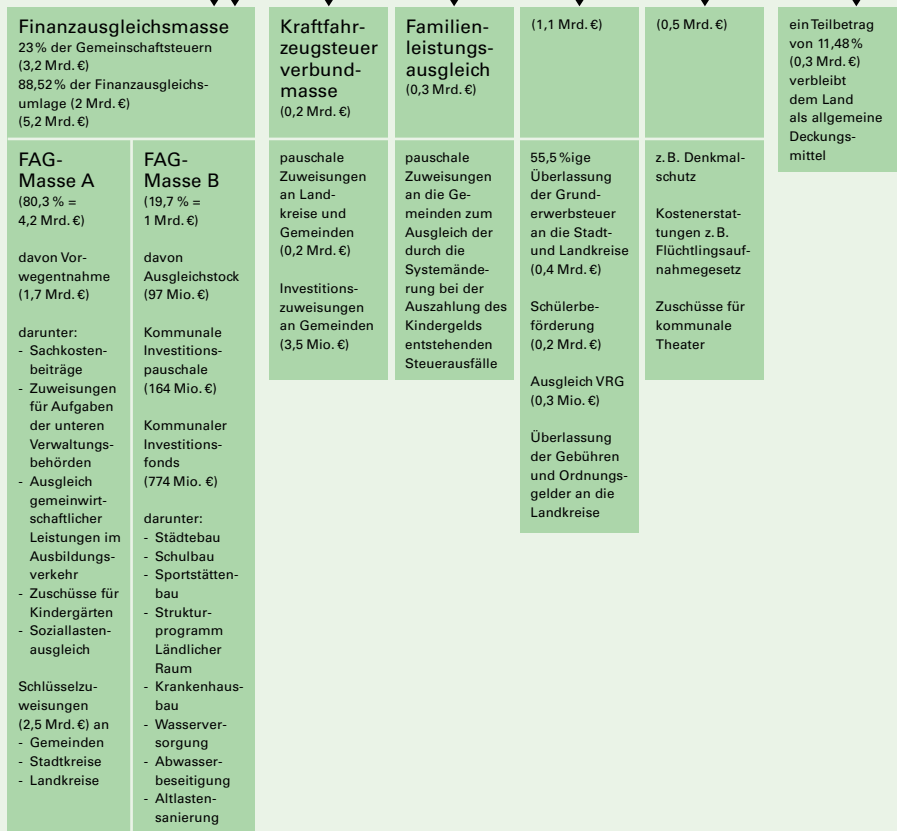 Finanzausgleichsmasse
23% der Gemeinschaftsteuern
(3,2 Mrd. €)
88,52% der Finanzausgleichs-
umlage (2 Mrd. €)
(5,2 Mrd. €)
FAG-
Masse A
(80,3 % =
4,2 Mrd. €)
davon Vor-
wegentnahme
(1,7 Mrd. €)
darunter:
- Sachkosten-
beiträge
- Zuweisungen
für Aufgaben
der unteren
Verwaltungs-
behörden
- Ausgleich
gemeinwirt-
schaftlicher
Leistungen im
Ausbildungs-
verkehr
- Zuschüsse für
Kindergärten
- Soziallasten-
ausgleich
Schlüsselzu-
weisungen
(2,5 Mrd. €) an
- Gemeinden
- Stadtkreise
- Landkreise
FAG-
Masse B
(19,7 % =
1 Mrd. €)
davon
Ausgleichstock
(97 Mio. €)
Kommunale
Investitions-
pauschale
(164 Mio. €)
Kommunaler
Investitions-
fonds
(774 Mio. €)
darunter:
- Städtebau
- Schulbau
- Sportstätten-
bau
- Struktur-
programm
Ländlicher
Raum
- Krankenhaus-
bau
- Wasserver-
sorgung
- Abwasser-
beseitigung
- Altlasten-
sanierung
Kraftfahr-
zeugsteuer
verbund-
masse
(0,2 Mrd. €)
pauschale
Zuweisungen
an Land-
kreise und
Gemeinden
(0,2 Mrd. €)
Investitions-
zuweisungen
an Gemeinden
(3,5 Mio. €)
Familien-
leistungs-
ausgleich
(0,3 Mrd. €)
pauschale
Zuweisungen
an die Ge-
meinden zum
Ausgleich der
durch die
Systemände-
rung bei der
Auszahlung des
Kindergelds
entstehenden
Steuerausfälle
(1,1 Mrd. €)
55,5 %ige
Überlassung
der Grund-
erwerbsteuer
an die Stadt-
und Landkreise
(0,4 Mrd. €)
Schülerbe-
förderung
(0,2 Mrd. €)
Ausgleich VRG
(0,3 Mio. €)
Überlassung
der Gebühren
und Ordnungs-
gelder an die
Landkreise
(0,5 Mrd. €)
z.B. Denkmal-
schutz
Kostenerstat-
tungen z.B.
Flüchtlingsauf-
nahmegesetz
Zuschüsse für
kommunale
Theater
ein Teilbetrag
von 11,48%
(0,3 Mrd. €)
verbleibt
dem Land
als allgemeine
Deckungs-
mittel